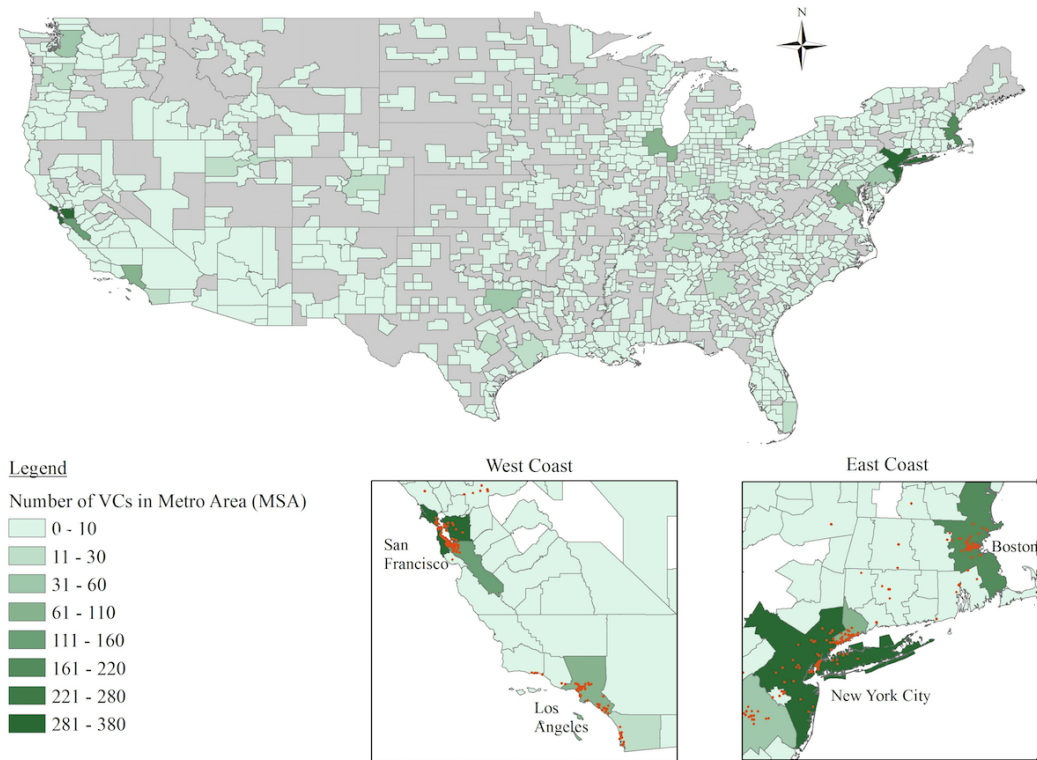 N
Legend
Number of VCs in Metro Area (MSA)
0 - 10
11 - 30
31 - 60
61 - 110
111 - 160
161 - 220
221 - 280
281 - 380
West Coast
San
Francisco
Los
Angeles
East Coast
Boston
New York City